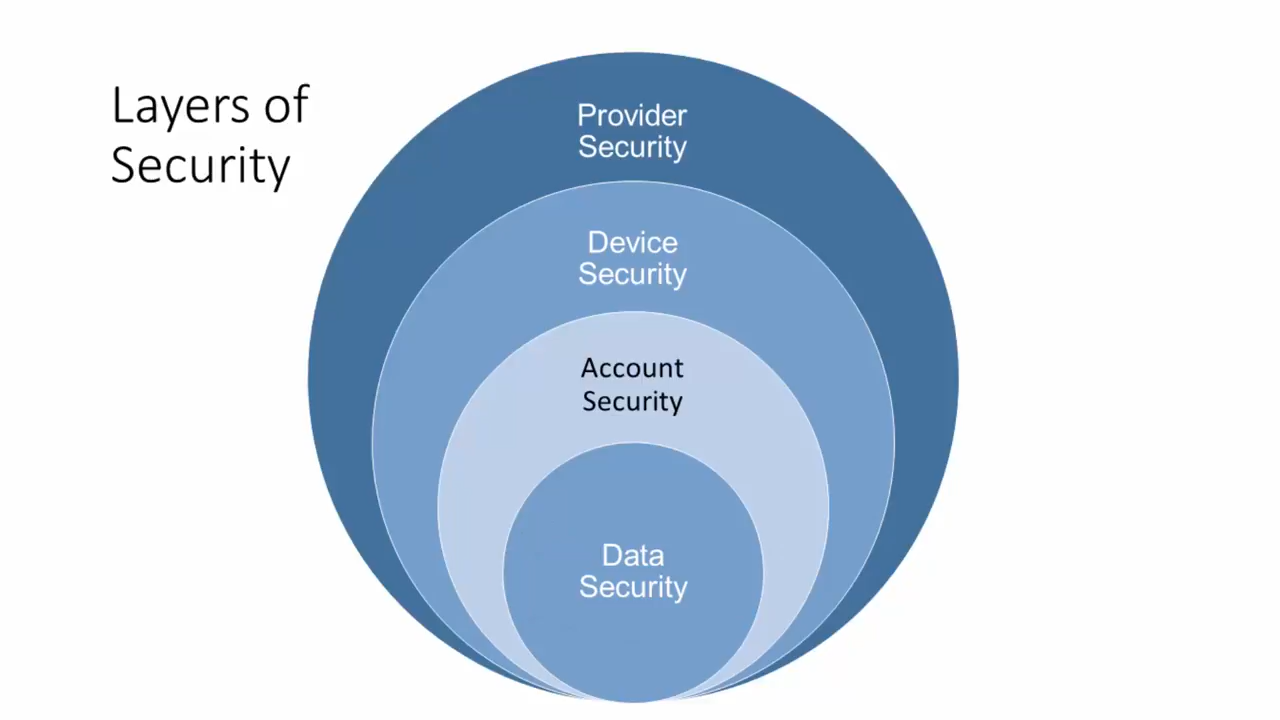 Layers of
Security
Provider
Security
Device
Security
Account
Security
Data
Security